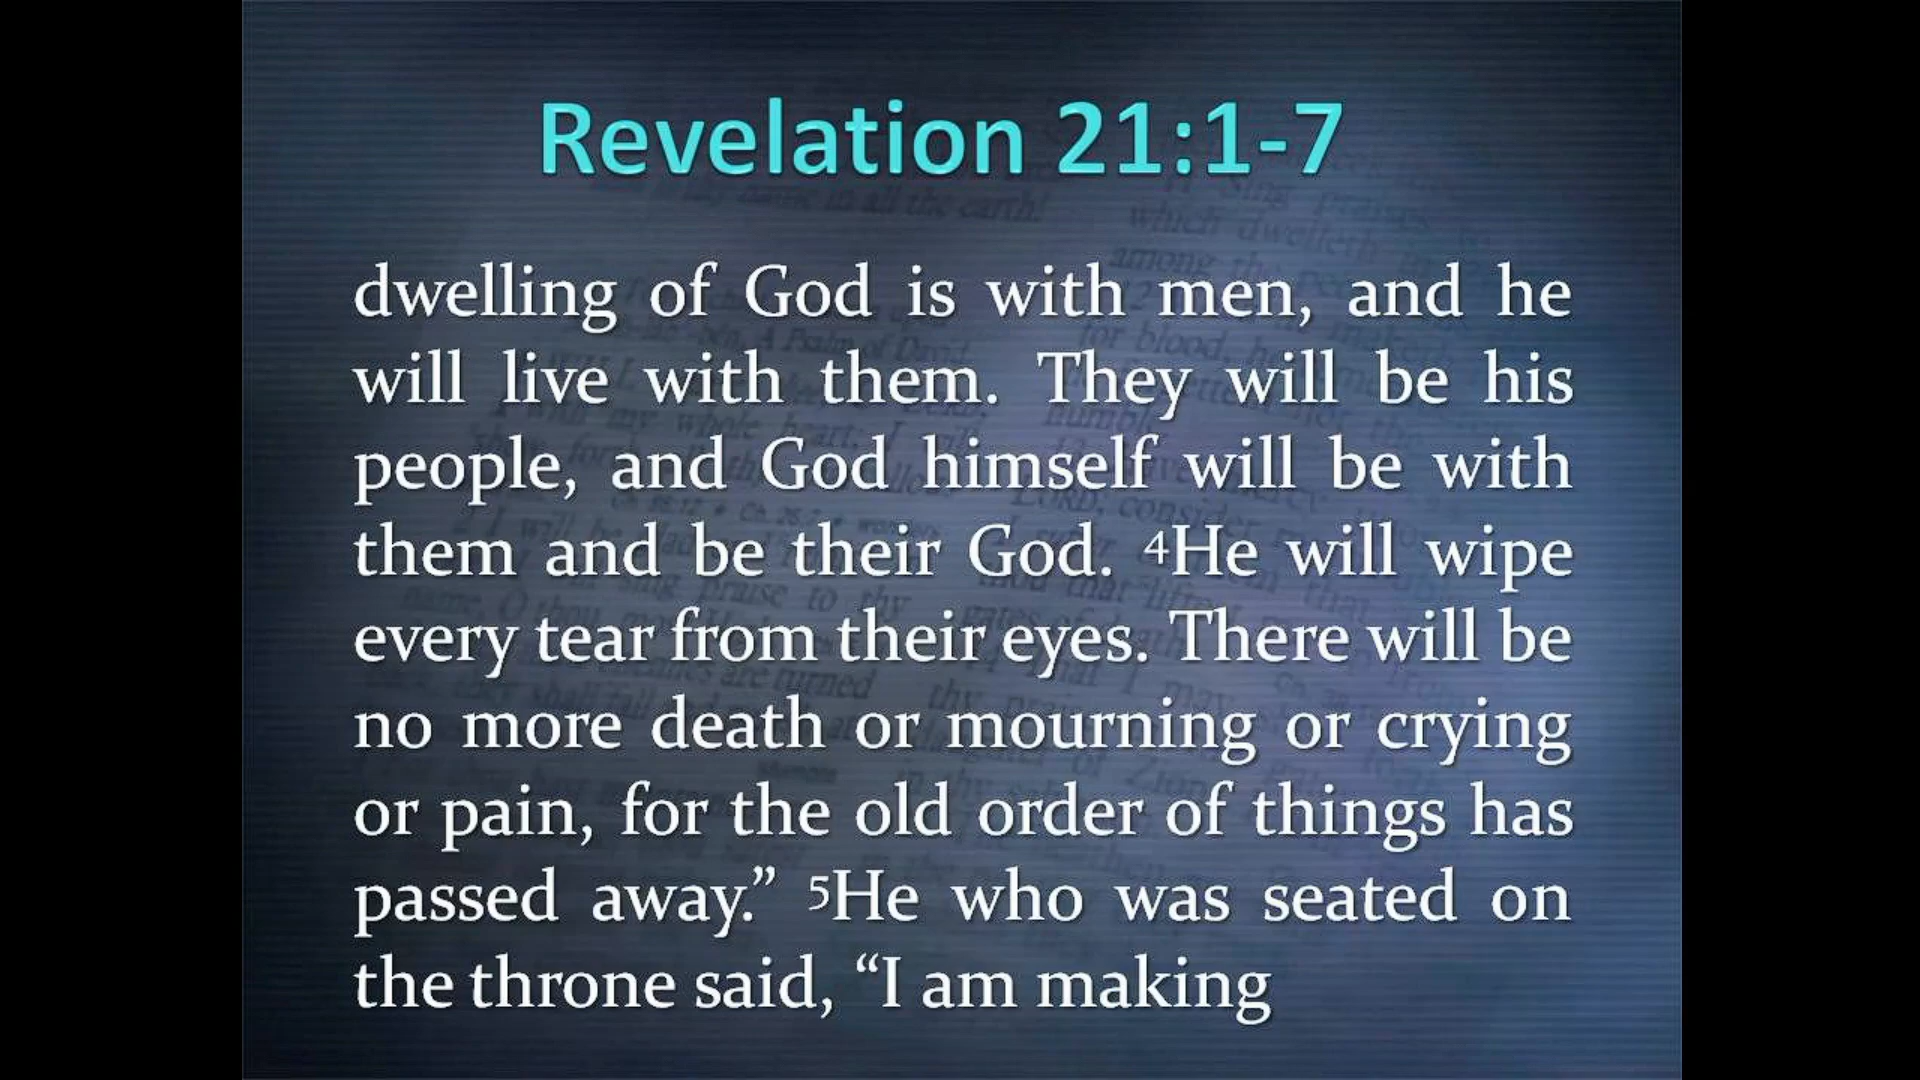 Revelation 21:1-7
dwelling of God is with men, and he
will live with them. They will be his
people, and God himself will be with
them and be their God. ⁴He will wipe
every tear from their eyes. There will be
no more death or mourning or crying
or pain, for the old order of things has
passed away.” ⁵He who was seated on
the throne said, “I am making